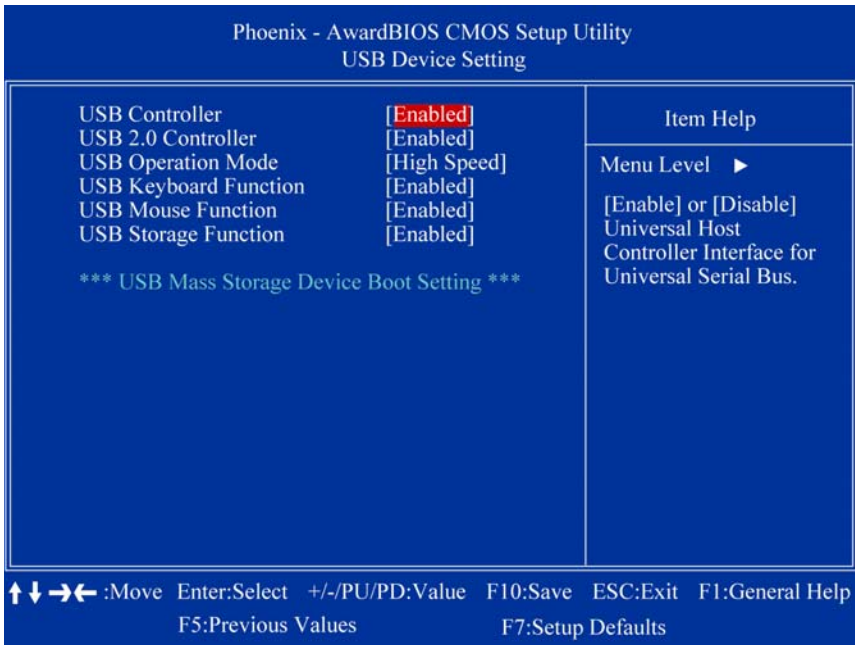 Phoenix - AwardBIOS CMOS Setup Utility
USB Device Setting
USB Controller [Enabled]
USB 2.0 Controller [Enabled]
USB Operation Mode [High Speed]
USB Keyboard Function [Enabled]
USB Mouse Function [Enabled]
USB Storage Function [Enabled]
*** USB Mass Storage Device Boot Setting ***
Item Help
Menu Level ▶
[Enable] or [Disable]
Universal Host
Controller Interface for
Universal Serial Bus.
↑↓→← :Move Enter:Select +/-/PU/PD:Value F10:Save ESC:Exit F1:General Help
F5:Previous Values F7:Setup Defaults